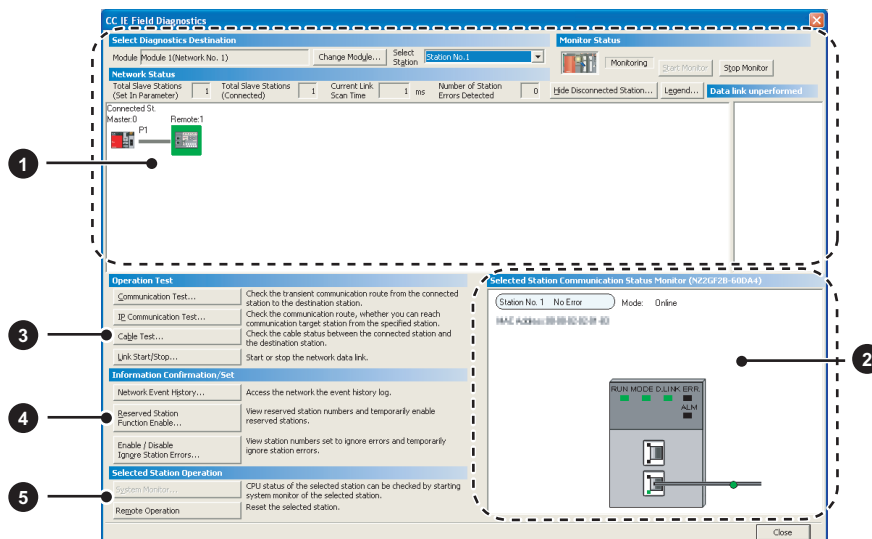 CC IE Field Diagnostics
Select Diagnostics Destination
Module Module 1(Network No. 1)
Change Module...
Select Station
Station No.1
Monitor Status
Monitoring
Start Monitor
Stop Monitor
Network Status
Total Slave Stations (Set In Parameter) 1
Total Slave Stations (Connected) 1
Current Link Scan Time 1 ms
Number of Station Errors Detected 0
Hide Disconnected Station...
Legend...
Data link unperformed
Connected St.
Master:0 Remote:1
P1
1
Operation Test
Communication Test... Check the transient communication route from the connected station to the destination station.
IP Communication Test... Check the communication route, whether you can reach communication target station from the specified station.
3
Cable Test... Check the cable status between the connected station and the destination station.
Link Start/Stop... Start or stop the network data link.
Information Confirmation/Set
Network Event History... Access the network the event history log.
4
Reserved Station Function Enable... View reserved station numbers and temporarily enable reserved stations.
Enable / Disable Ignore Station Errors... View station numbers set to ignore errors and temporarily ignore station errors.
Selected Station Operation
5
System Monitor... CPU status of the selected station can be checked by starting system monitor of the selected station.
Remote Operation Reset the selected station.
Selected Station Communication Status Monitor (NZ2GF2B-60DA4)
Station No. 1 No Error Mode: Online
2
RUN MODE D.LINK ERR.
ALM
Close